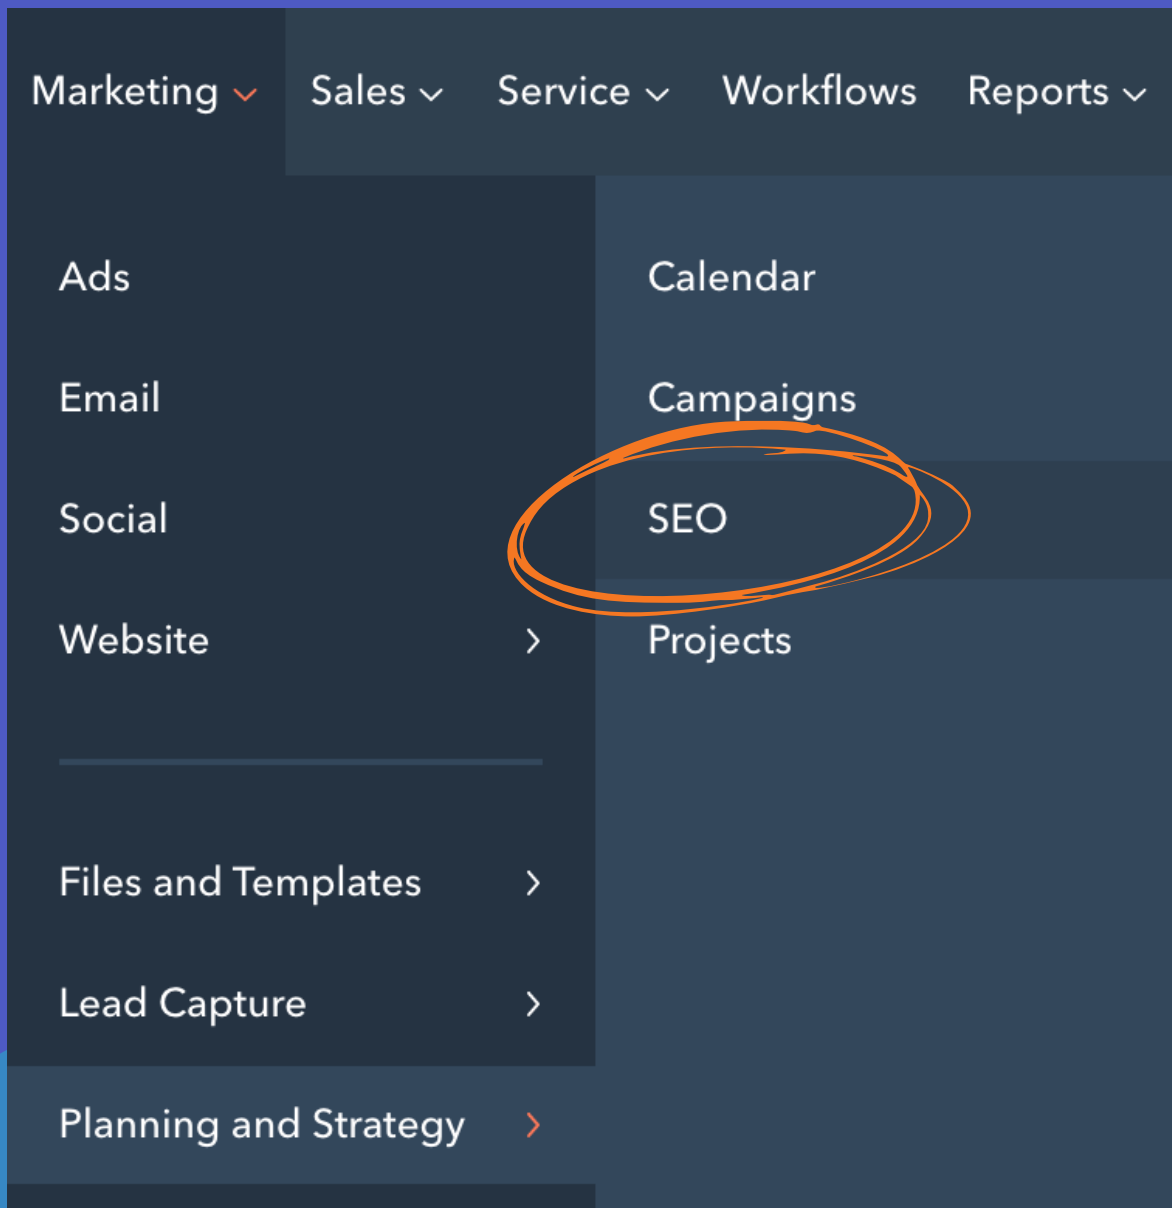 Marketing Sales Service Workflows Reports
Ads
Email
Social
Website
Files and Templates
Lead Capture
Planning and Strategy
Calendar
Campaigns
SEO
Projects